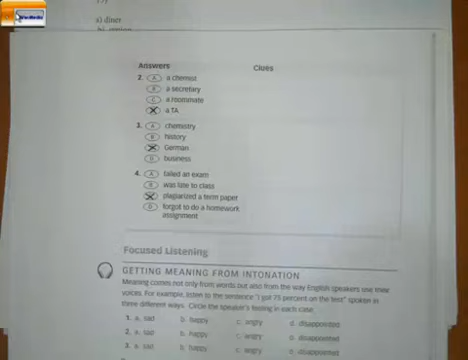 a) diner
Answers
Clues
2. A a chemist
B a secretary
C a roommate
a TA
3. A chemistry
B history
German
D business
4. A failed an exam
B was late to class
plagiarized a term paper
D forgot to do a homework
assignment
Focused Listening
GETTING MEANING FROM INTONATION
Meaning comes not only from words but also from the way English speakers use their
voices. For example, listen to the sentence "I got 75 percent on the test" spoken in
three different ways. Circle the speaker's feeling in each case.
1. a. sad b. happy c. angry d. disappointed
2. a. sad b. happy c. angry d. disappointed
3. a. sad b. happy c. angry d. disappointed